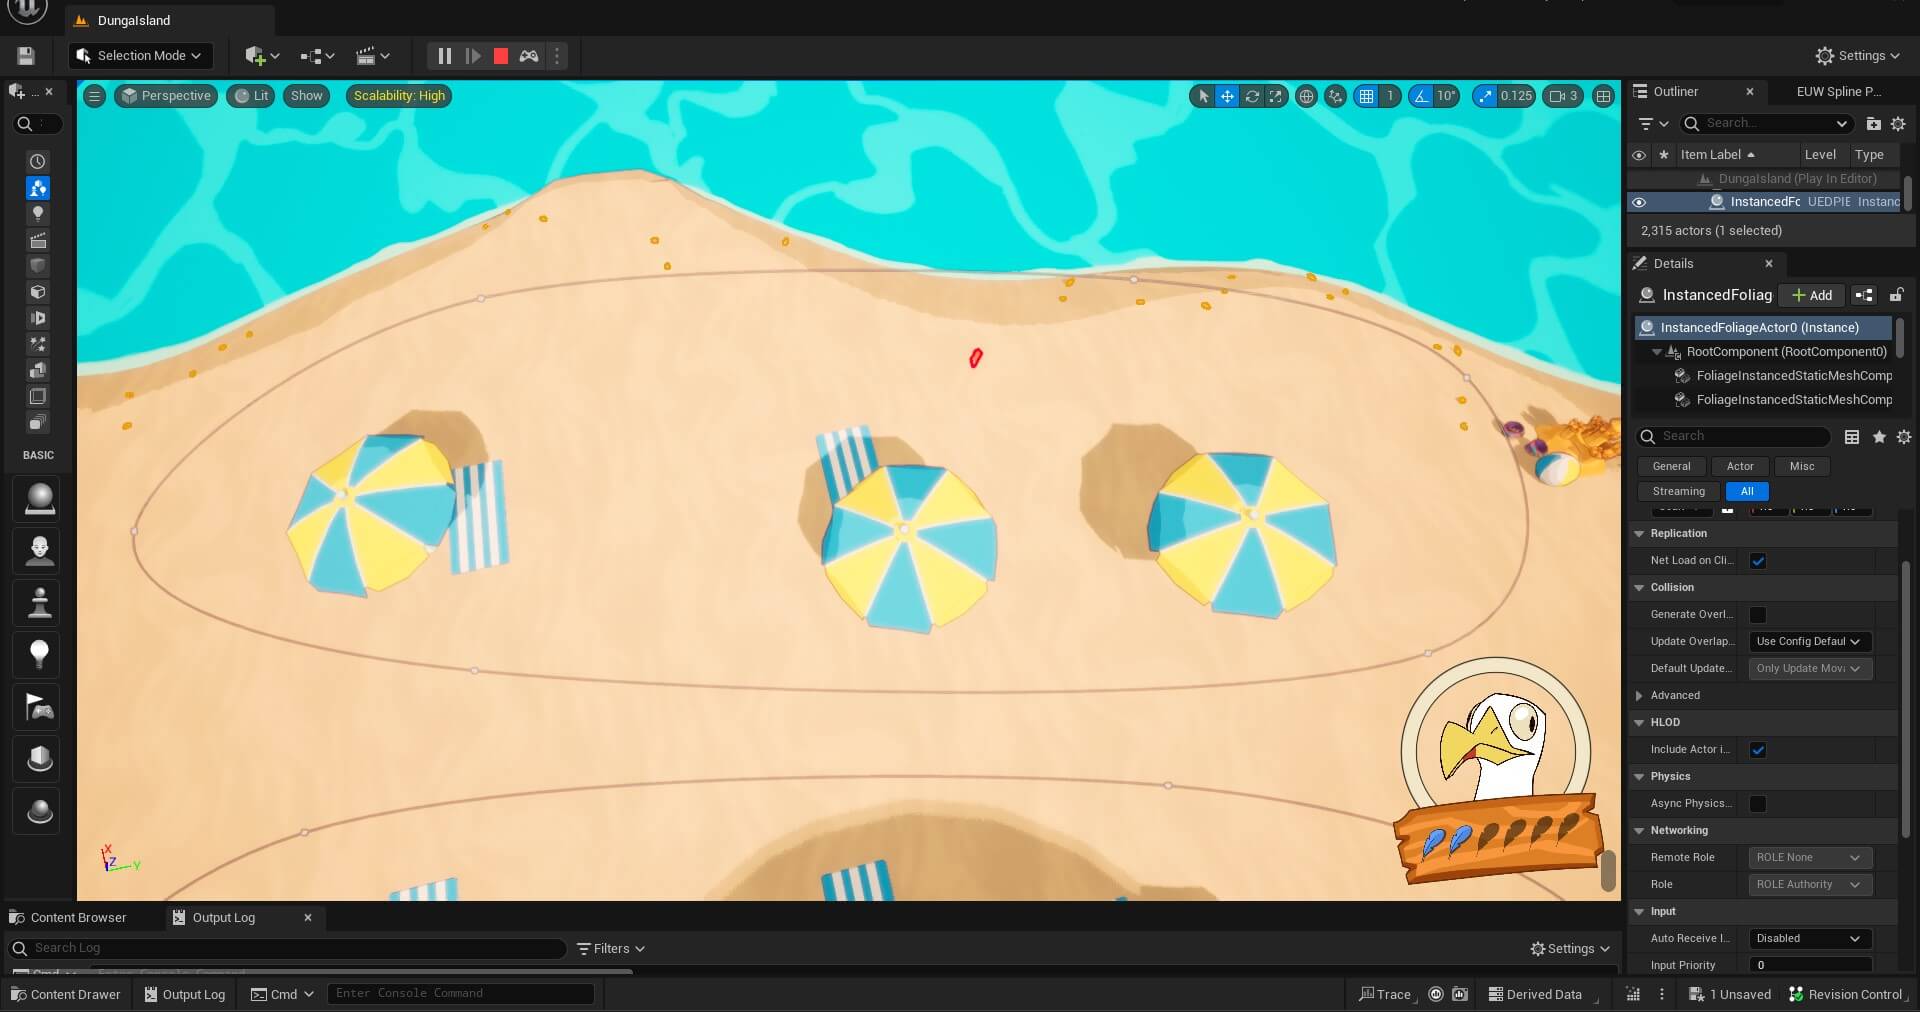 DungaIsland
Selection Mode
Settings
...
Perspective
Lit
Show
Scalability: High
1
10°
0.125
3
Outliner
EUW Spline P...
Search...
Item Label
Level
Type
DungaIsland (Play In Editor)
InstancedFc UEDPIE Instanc
2,315 actors (1 selected)
Details
InstancedFoliag
Add
InstancedFoliageActor0 (Instance)
RootComponent (RootComponent0)
FoliageInstancedStaticMeshComp
FoliageInstancedStaticMeshComp
Search
General
Actor
Misc
Streaming
All
Replication
Net Load on Cli...
Collision
Generate Overl...
Update Overlap...
Use Config Defaul
Default Update...
Only Update Mov
Advanced
HLOD
Include Actor i...
Physics
Async Physics...
Networking
Remote Role
ROLE None
Role
ROLE Authority
Input
Auto Receive I...
Disabled
Input Priority
0
BASIC
X
Z
Y
Content Browser
Output Log
Search Log
Filters
Settings
Cmd
Enter Console Command
Content Drawer
Output Log
Cmd
Enter Console Command
Trace
Derived Data
1 Unsaved
Revision Control